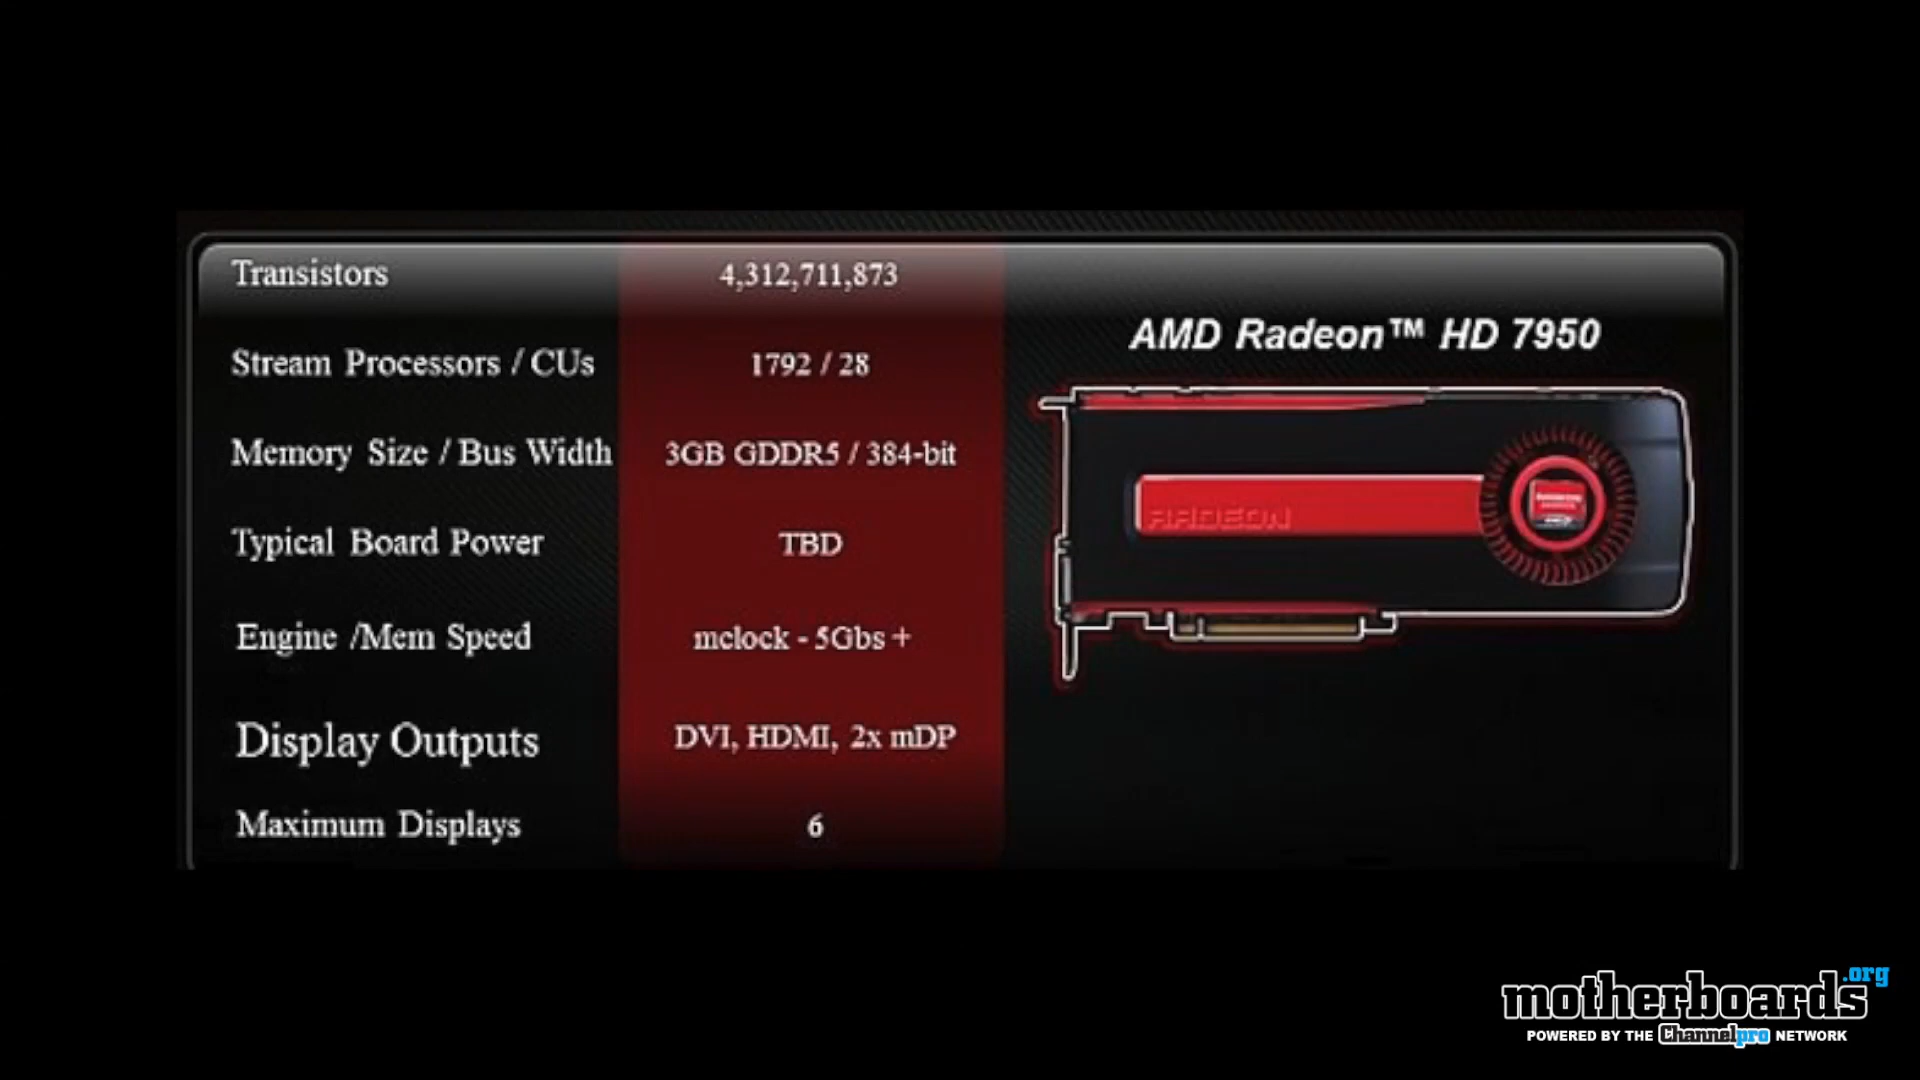 Transistors 4,312,711,873
AMD Radeon™ HD 7950
Stream Processors / CUs 1792 / 28
Memory Size / Bus Width 3GB GDDR5 / 384-bit
RADEON
Typical Board Power TBD
Engine /Mem Speed mclock - 5Gbs +
Display Outputs DVI, HDMI, 2x mDP
Maximum Displays 6
motherboards.org
POWERED BY THE Channelpro NETWORK